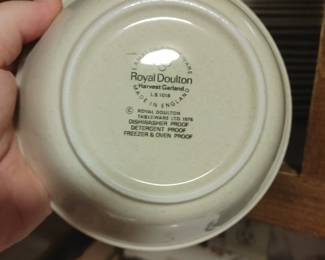 Royal Doulton
Harvest Garland
L.S.1018
MADE IN ENGLAND
© ROYAL DOULTON
TABLEWARE LTD 1976
DISHWASHER PROOF
DETERGENT PROOF
FREEZER & OVEN PROOF